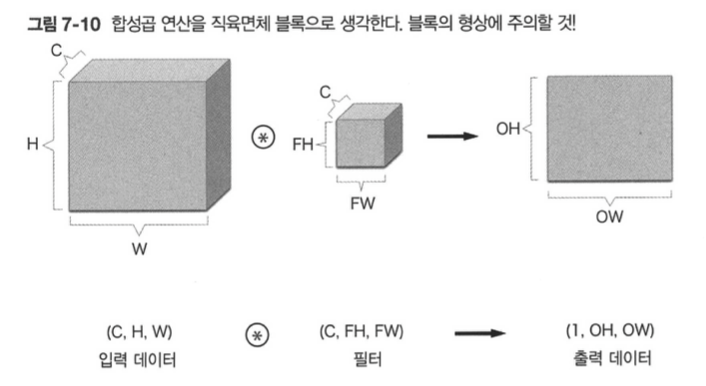 그림 7-10 합성곱 연산을 직육면체 블록으로 생각한다. 블록의 형상에 주의할 것!
C
H
W
⊛
C
FH
FW
OH
OW
(C, H, W) ⊛ (C, FH, FW) → (1, OH, OW)
입력 데이터 필터 출력 데이터